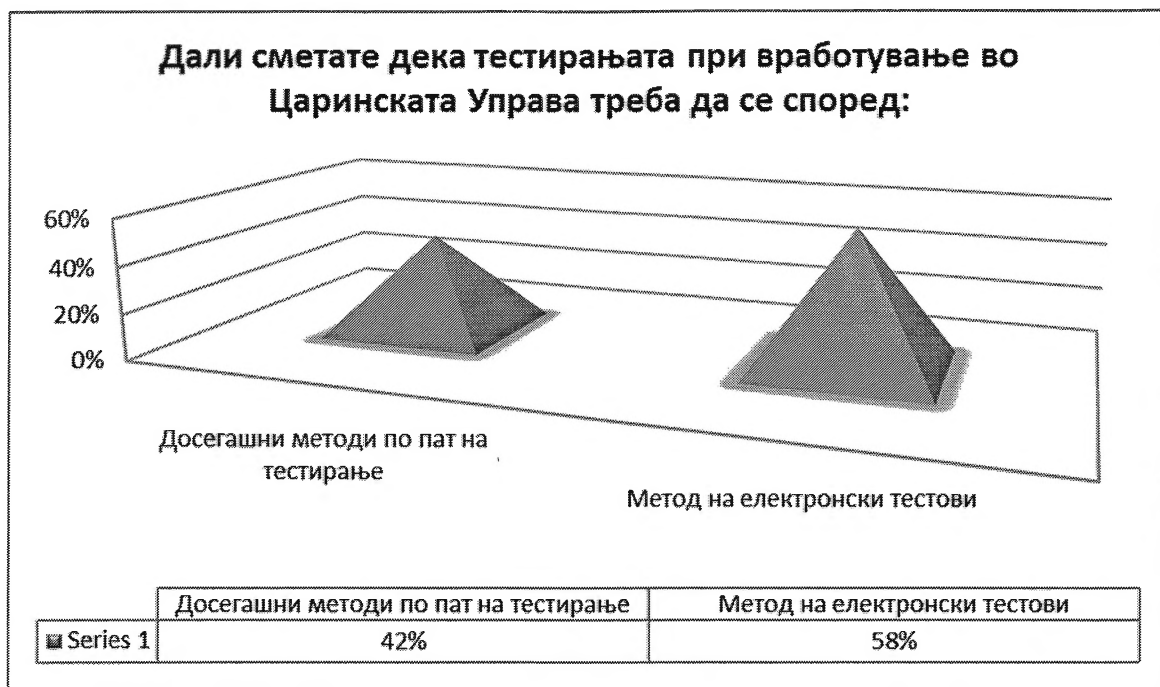 Дали сметате дека тестирањата при вработување во
Царинската Управа треба да се според:
60%
40%
20%
0%
Досегашни методи по пат на
тестирање
Метод на електронски тестови
Досегашни методи по пат на тестирање Метод на електронски тестови
Series 1 42% 58%